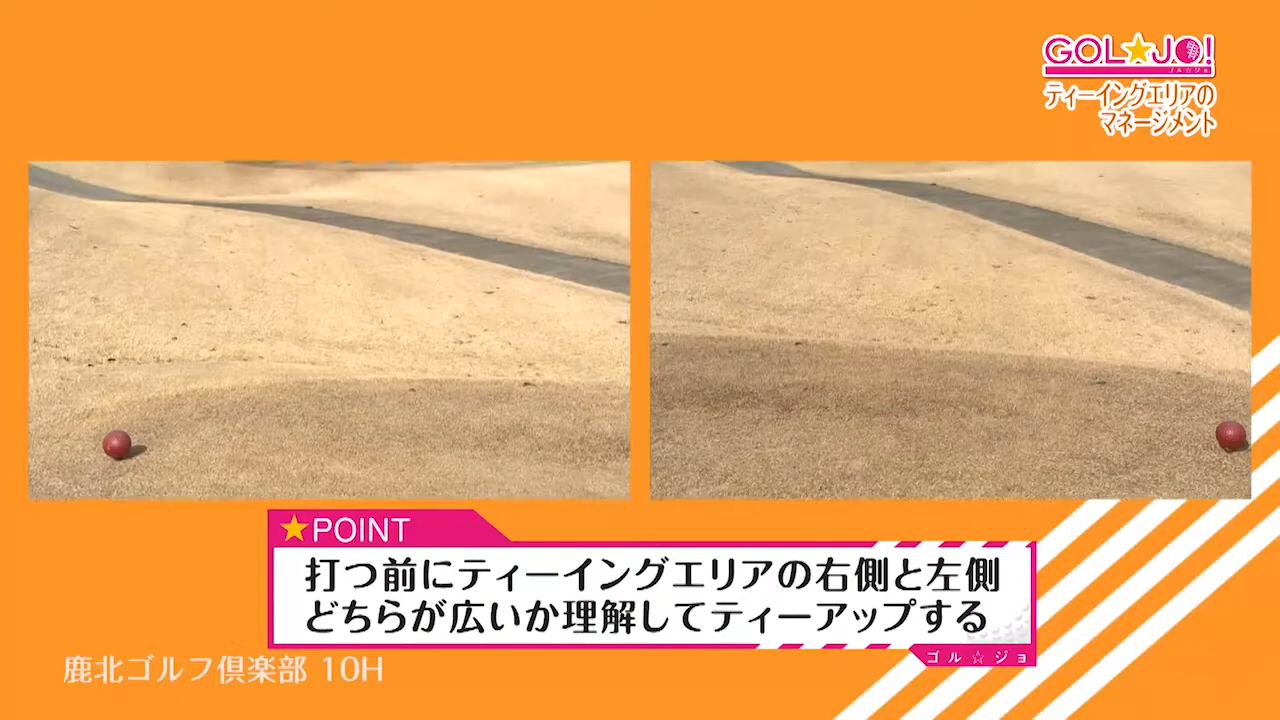 GOL☆JO!
ゴル☆ジョ
ティーイングエリアの
マネージメント
★POINT
打つ前にティーイングエリアの右側と左側
どちらが広いか理解してティーアップする
ゴル☆ジョ
鹿北ゴルフ倶楽部 10H